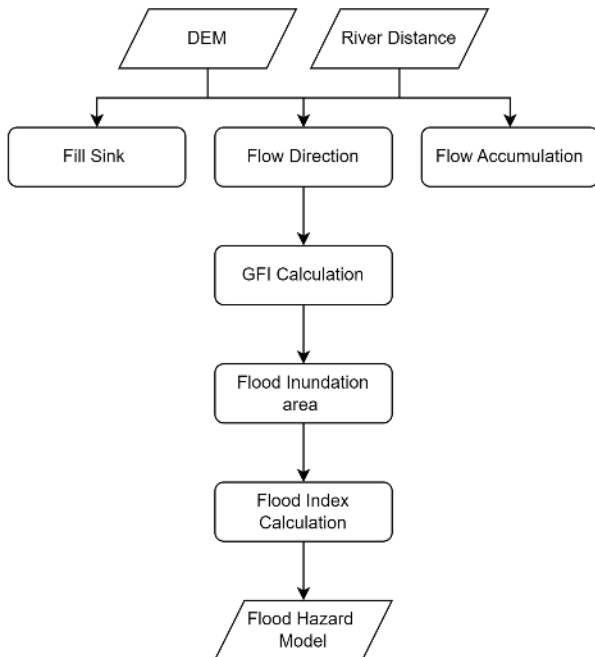 DEM
River Distance
Fill Sink
Flow Direction
Flow Accumulation
GFI Calculation
Flood Inundation
area
Flood Index
Calculation
Flood Hazard
Model